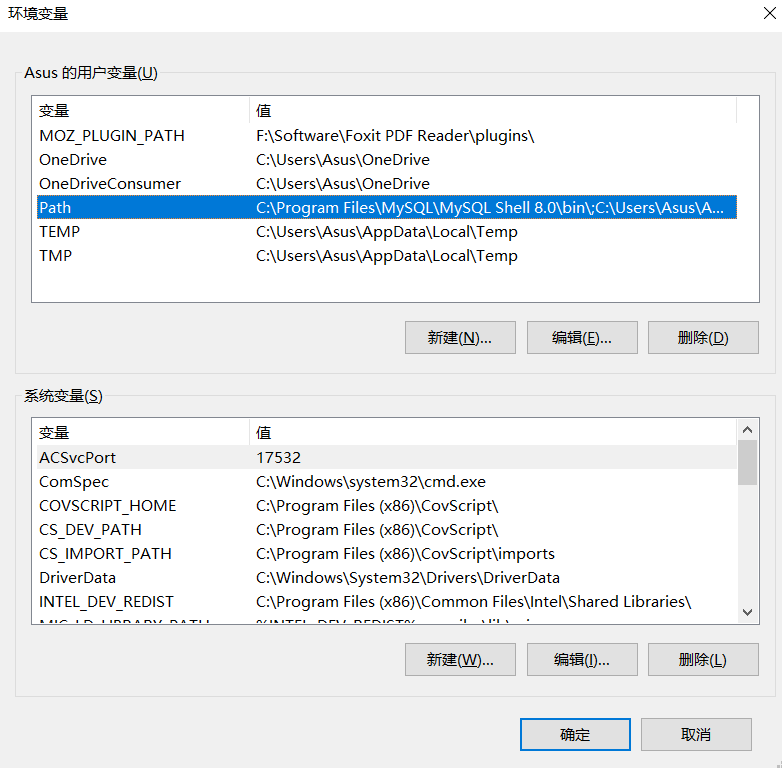 环境变量
Asus 的用户变量(U)
变量 值
MOZ_PLUGIN_PATH F:\Software\Foxit PDF Reader\plugins\
OneDrive C:\Users\Asus\OneDrive
OneDriveConsumer C:\Users\Asus\OneDrive
Path C:\Program Files\MySQL\MySQL Shell 8.0\bin\;C:\Users\Asus\A...
TEMP C:\Users\Asus\AppData\Local\Temp
TMP C:\Users\Asus\AppData\Local\Temp
新建(N)... 编辑(E)... 删除(D)
系统变量(S)
变量 值
ACSvcPort 17532
ComSpec C:\Windows\system32\cmd.exe
COVSCRIPT_HOME C:\Program Files (x86)\CovScript\
CS_DEV_PATH C:\Program Files (x86)\CovScript\
CS_IMPORT_PATH C:\Program Files (x86)\CovScript\imports
DriverData C:\Windows\System32\Drivers\DriverData
INTEL_DEV_REDIST C:\Program Files (x86)\Common Files\Intel\Shared Libraries\
新建(W)... 编辑(I)... 删除(L)
确定 取消